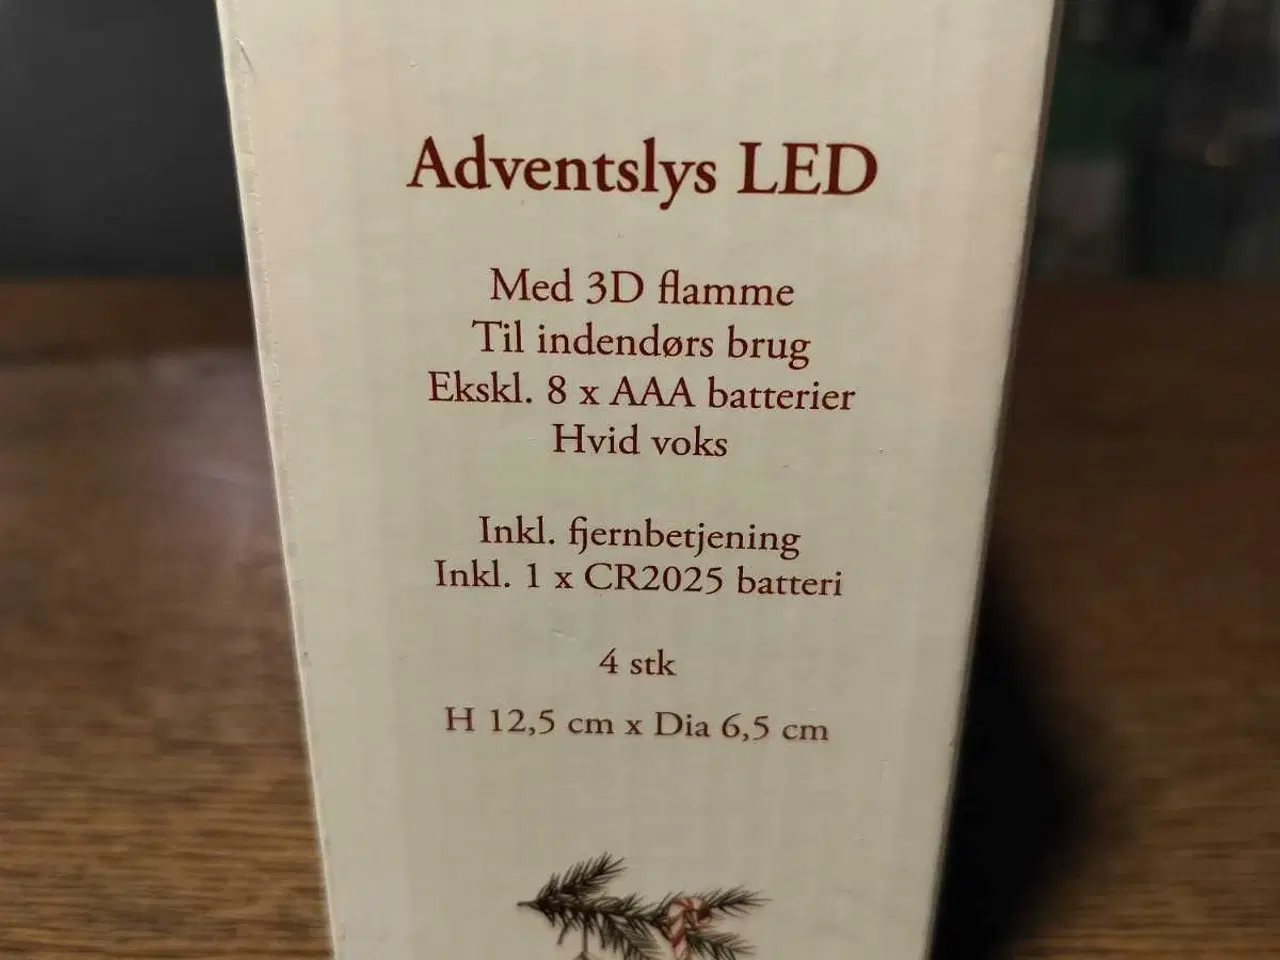 Adventslys LED
Med 3D flamme
Til indendørs brug
Ekskl. 8 x AAA batterier
Hvid voks
Inkl. fjernbetjening
Inkl. 1 x CR2025 batteri
4 stk
H 12,5 cm x Dia 6,5 cm